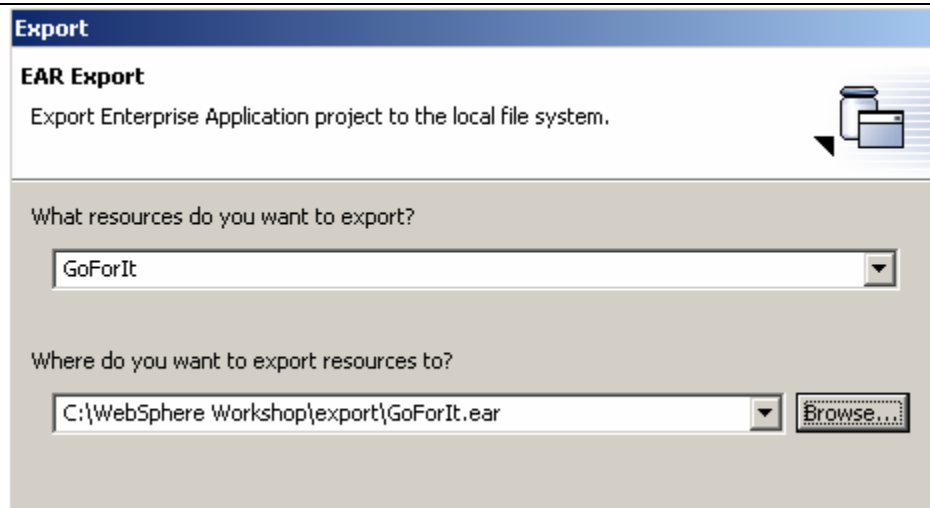 Export
EAR Export
Export Enterprise Application project to the local file system.
What resources do you want to export?
GoForIt
Where do you want to export resources to?
C:\WebSphere Workshop\export\GoForIt.ear
Browse...